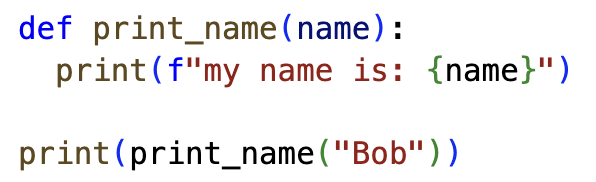 def print_name(name):
  print(f"my name is: {name}")

print(print_name("Bob"))